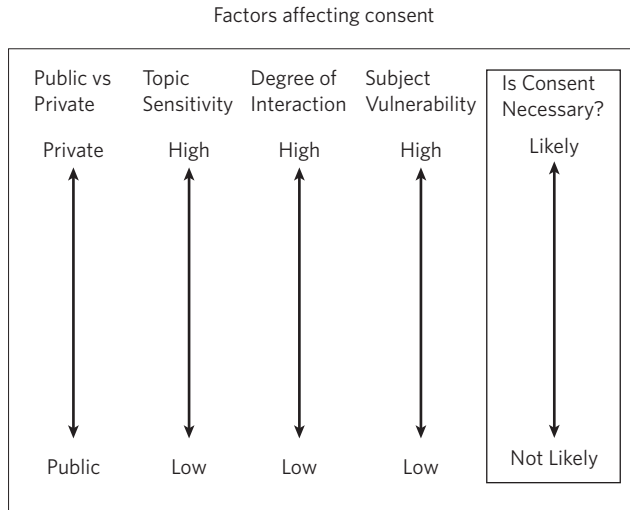 Factors affecting consent
Public vs
Private
Topic
Sensitivity
Degree of
Interaction
Subject
Vulnerability
Is Consent
Necessary?
Private
High
High
High
Likely
Public
Low
Low
Low
Not Likely